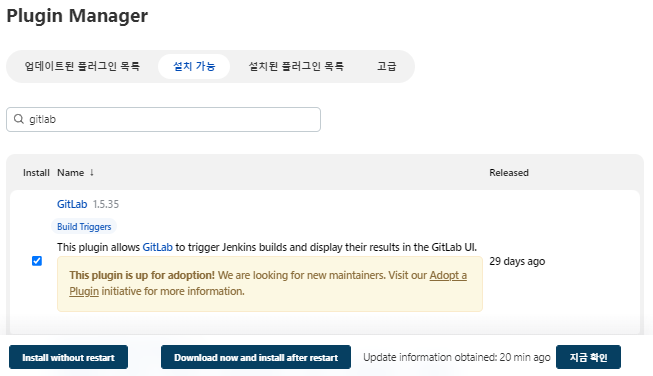 Plugin Manager
업데이트된 플러그인 목록 설치 가능 설치된 플러그인 목록 고급
gitlab
Install Name ↓ Released
GitLab 1.5.35
Build Triggers
This plugin allows GitLab to trigger Jenkins builds and display their results in the GitLab UI.
This plugin is up for adoption! We are looking for new maintainers. Visit our Adopt a
Plugin initiative for more information.
29 days ago
Install without restart Download now and install after restart Update information obtained: 20 min ago 지금 확인